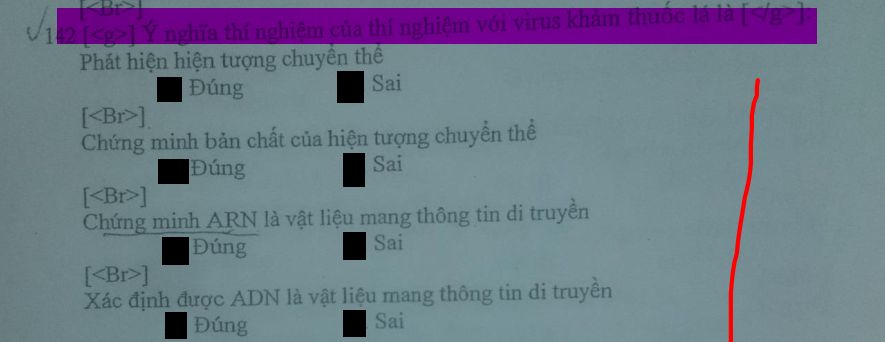 [<Br>]
142 [<g>] Ý nghĩa thí nghiệm của thí nghiệm với virus khảm thuốc lá là [</g>].
Phát hiện hiện tượng chuyển thể
Đúng Sai
[<Br>]
Chứng minh bản chất của hiện tượng chuyển thể
Đúng Sai
[<Br>]
Chứng minh ARN là vật liệu mang thông tin di truyền
Đúng Sai
[<Br>]
Xác định được ADN là vật liệu mang thông tin di truyền
Đúng Sai